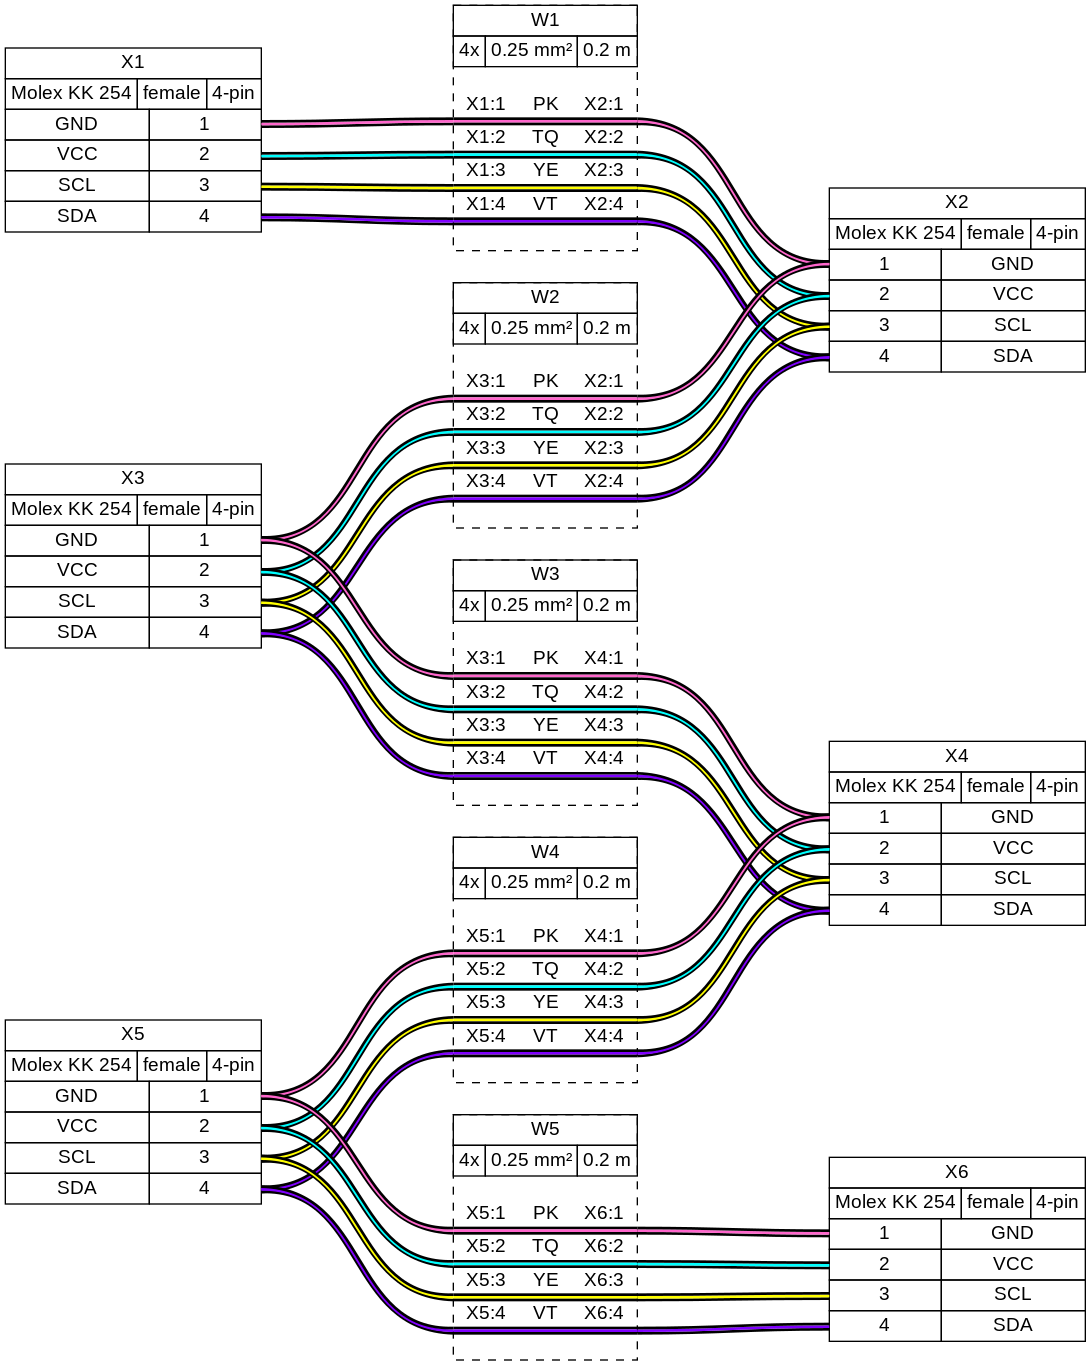 W1
4x 0.25 mm² 0.2 m
X1:1 PK X2:1
X1:2 TQ X2:2
X1:3 YE X2:3
X1:4 VT X2:4
X1
Molex KK 254 female 4-pin
GND 1
VCC 2
SCL 3
SDA 4
X2
Molex KK 254 female 4-pin
1 GND
2 VCC
3 SCL
4 SDA
W2
4x 0.25 mm² 0.2 m
X3:1 PK X2:1
X3:2 TQ X2:2
X3:3 YE X2:3
X3:4 VT X2:4
X3
Molex KK 254 female 4-pin
GND 1
VCC 2
SCL 3
SDA 4
W3
4x 0.25 mm² 0.2 m
X3:1 PK X4:1
X3:2 TQ X4:2
X3:3 YE X4:3
X3:4 VT X4:4
X4
Molex KK 254 female 4-pin
1 GND
2 VCC
3 SCL
4 SDA
W4
4x 0.25 mm² 0.2 m
X5:1 PK X4:1
X5:2 TQ X4:2
X5:3 YE X4:3
X5:4 VT X4:4
X5
Molex KK 254 female 4-pin
GND 1
VCC 2
SCL 3
SDA 4
W5
4x 0.25 mm² 0.2 m
X5:1 PK X6:1
X5:2 TQ X6:2
X5:3 YE X6:3
X5:4 VT X6:4
X6
Molex KK 254 female 4-pin
1 GND
2 VCC
3 SCL
4 SDA